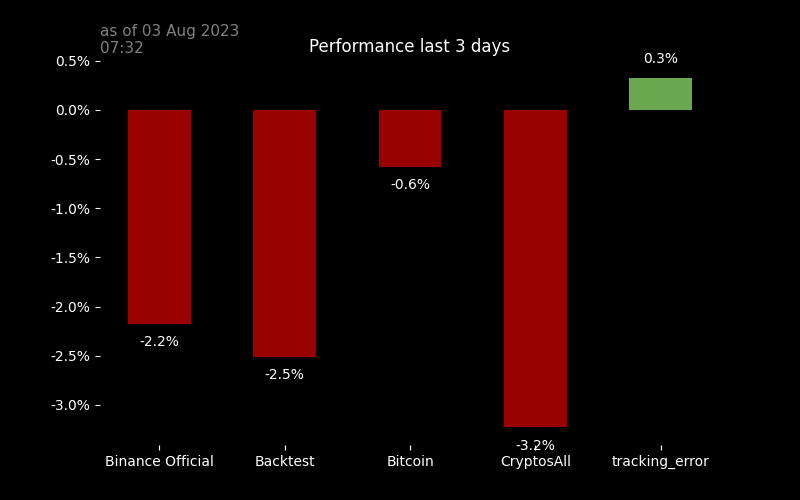 as of 03 Aug 2023
07:32
Performance last 3 days
0.5%
0.0%
-0.5%
-1.0%
-1.5%
-2.0%
-2.5%
-3.0%
-2.2%
-2.5%
-0.6%
-3.2%
0.3%
Binance Official
Backtest
Bitcoin
CryptosAll
tracking_error